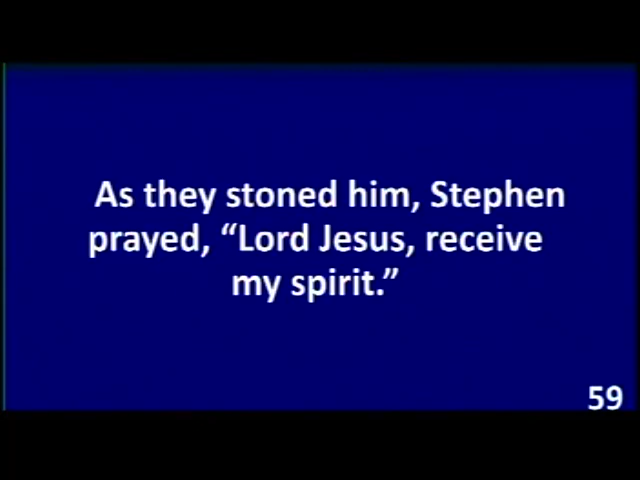 As they stoned him, Stephen
prayed, “Lord Jesus, receive
my spirit.”
59